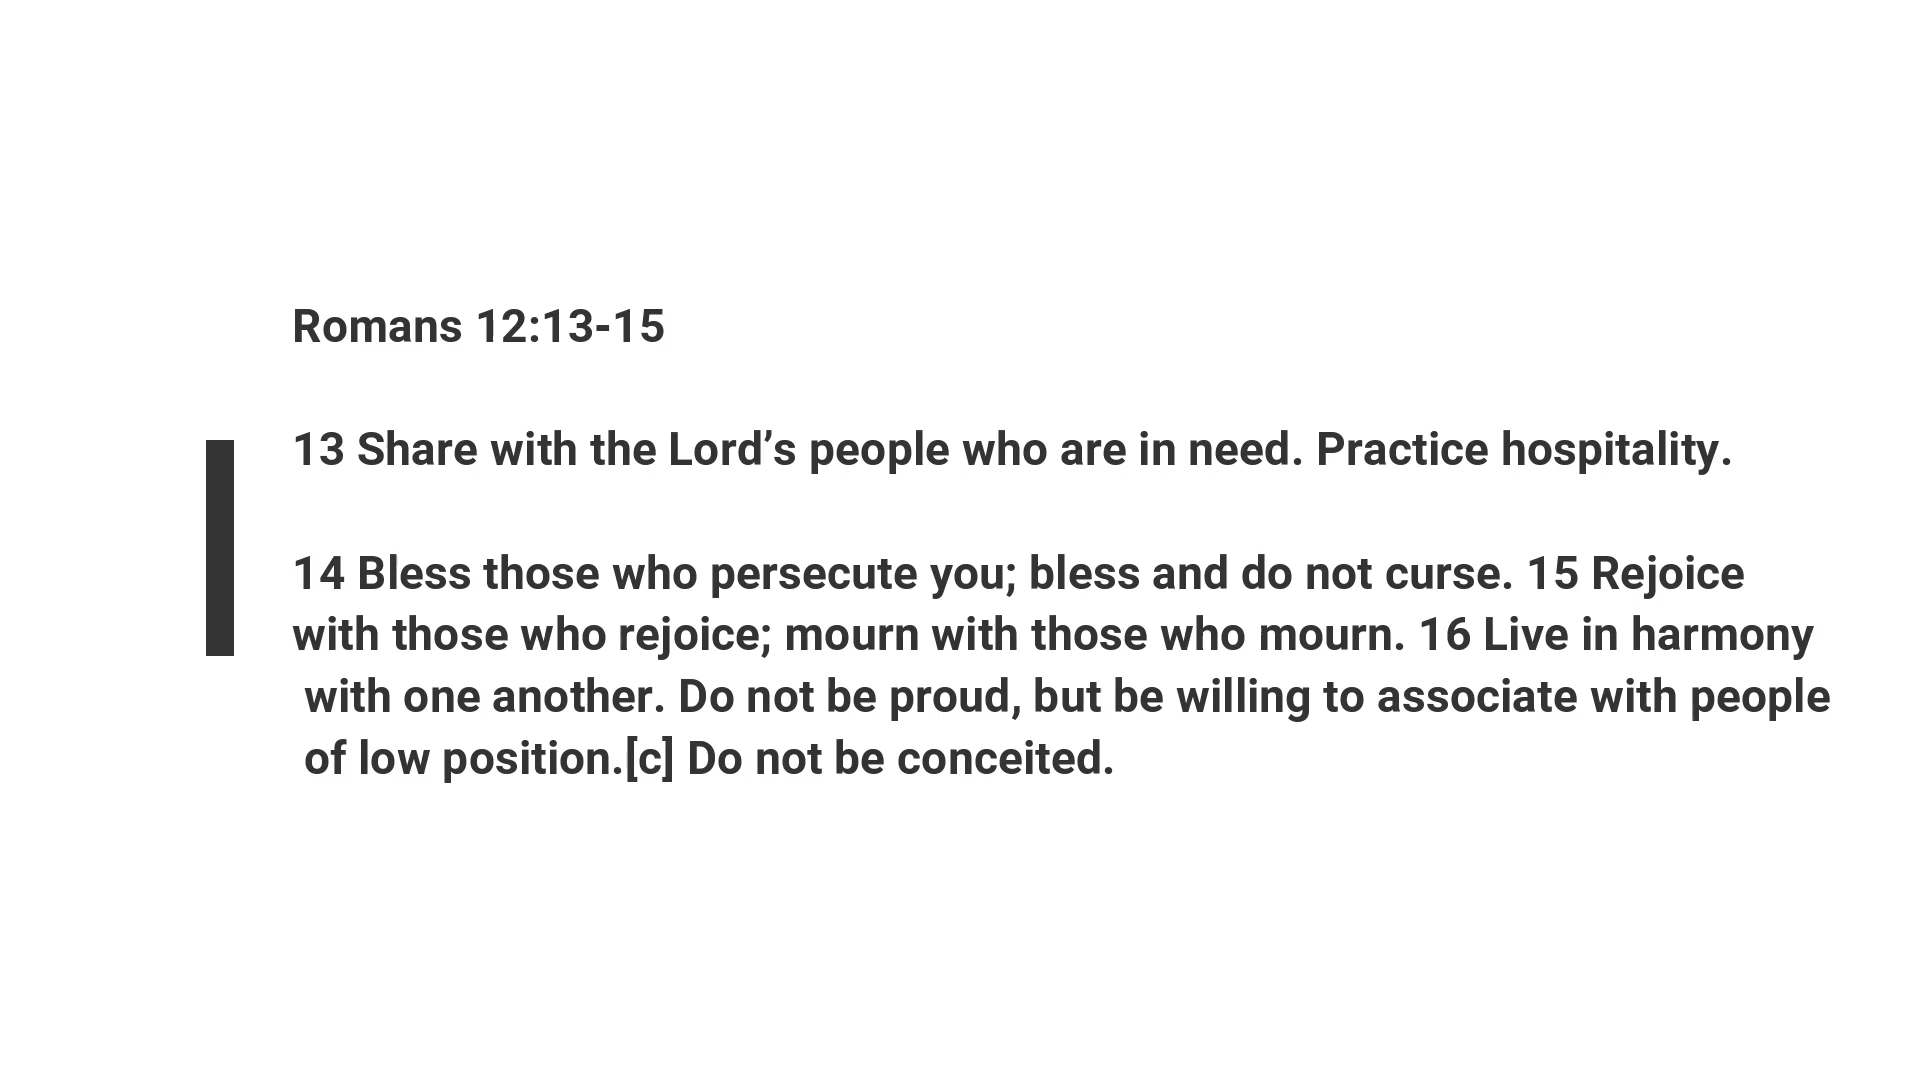 Romans 12:13-15
13 Share with the Lord’s people who are in need. Practice hospitality.
14 Bless those who persecute you; bless and do not curse. 15 Rejoice
with those who rejoice; mourn with those who mourn. 16 Live in harmony
with one another. Do not be proud, but be willing to associate with people
of low position.[c] Do not be conceited.